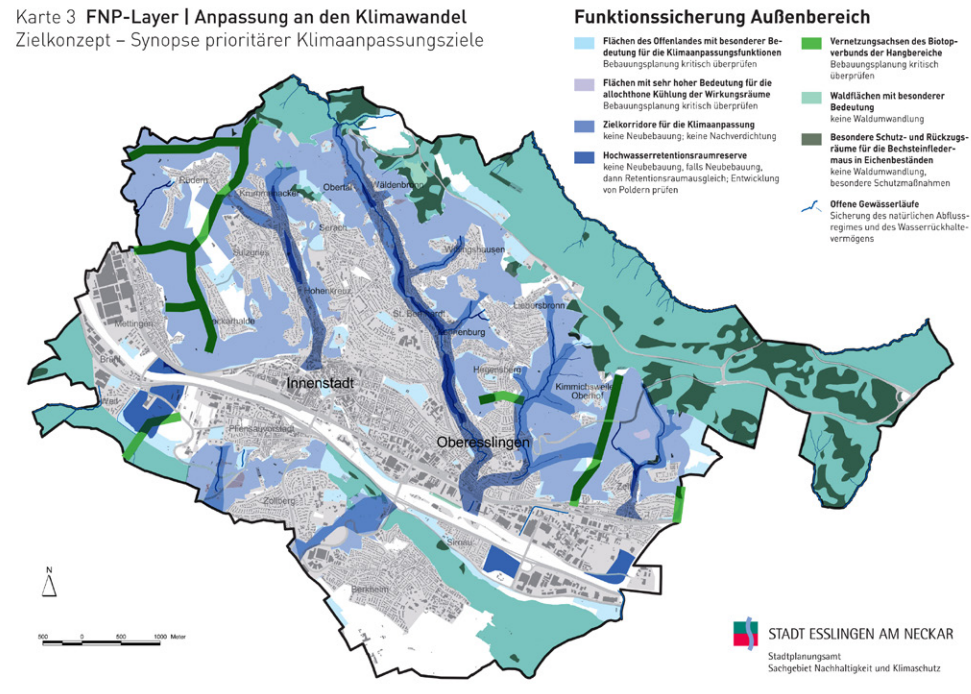 Karte 3 FNP-Layer | Anpassung an den Klimawandel
Zielkonzept – Synopse prioritärer Klimaanpassungsziele
Funktionssicherung Außenbereich
Flächen des Offenlandes mit besonderer Be-
deutung für die Klimaanpassungsfunktionen
Bebauungsplanung kritisch überprüfen
Flächen mit sehr hoher Bedeutung für die
allochthone Kühlung der Wirkungsräume
Bebauungsplanung kritisch überprüfen
Zielkorridore für die Klimaanpassung
keine Neubebauung; keine Nachverdichtung
Hochwasserretentionsraumreserve
keine Neubebauung, falls Neubebauung,
dann Retentionsraumausgleich; Entwicklung
von Poldern prüfen
Vernetzungsachsen des Biotop-
verbunds der Hangbereiche
Bebauungsplanung kritisch
überprüfen
Waldflächen mit besonderer
Bedeutung
keine Waldumwandlung
Besondere Schutz- und Rückzugs-
räume für die Bechsteinfleder-
maus in Eichenbeständen
keine Waldumwandlung,
besondere Schutzmaßnahmen
Offene Gewässerläufe
Sicherung des natürlichen Abfluss-
regimes und des Wasserrückhalte-
vermögens
Rüdern
Krummenacker
Obertal
Wäldenbronn
Serach
Sulzgries
Wiflingshausen
Hohenkreuz
Liebersbronn
Mettingen
St. Bernhardt
Brühl
Hegensberg
Innenstadt
Kimmichsweiler
Oberhof
Weil
Pliensauvorstadt
Oberesslingen
Zell
Zollberg
Sirnau
Berkheim
N
500 0 500 1000 Meter
STADT ESSLINGEN AM NECKAR
Stadtplanungsamt
Sachgebiet Nachhaltigkeit und Klimaschutz